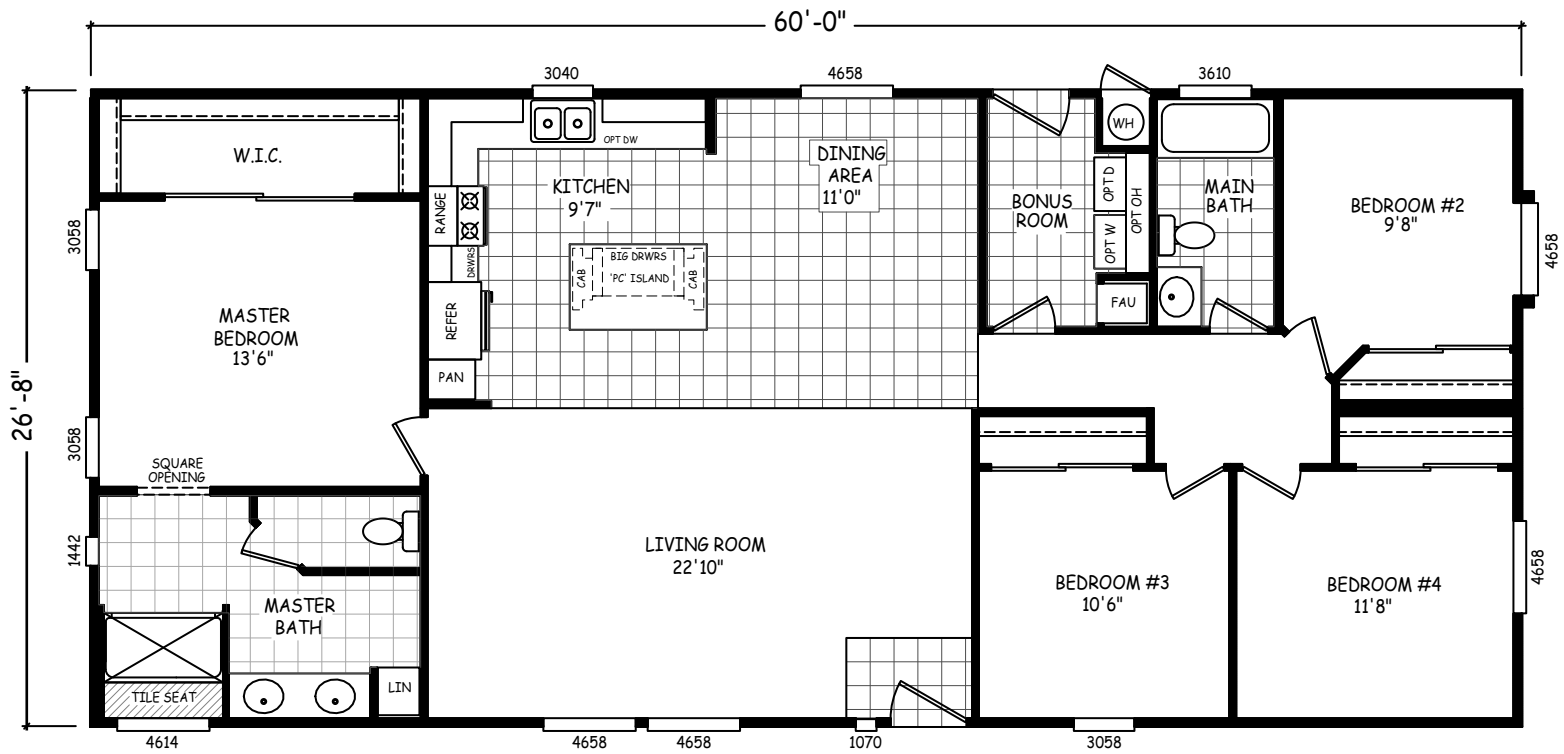 60'-0"
3040
4658
3610
26'-8"
W.I.C.
OPT DW
WH
KITCHEN
9'7"
DINING
AREA
11'0"
BONUS
ROOM
OPT D
OPT W
OPT OH
MAIN
BATH
BEDROOM #2
9'8"
3058
4658
RANGE
DRWRS
BIG DRWRS
'PC' ISLAND
CAB
CAB
REFER
FAU
MASTER
BEDROOM
13'6"
PAN
3058
SQUARE
OPENING
1442
LIVING ROOM
22'10"
BEDROOM #3
10'6"
BEDROOM #4
11'8"
4658
MASTER
BATH
TILE SEAT
LIN
4614
4658
4658
1070
3058